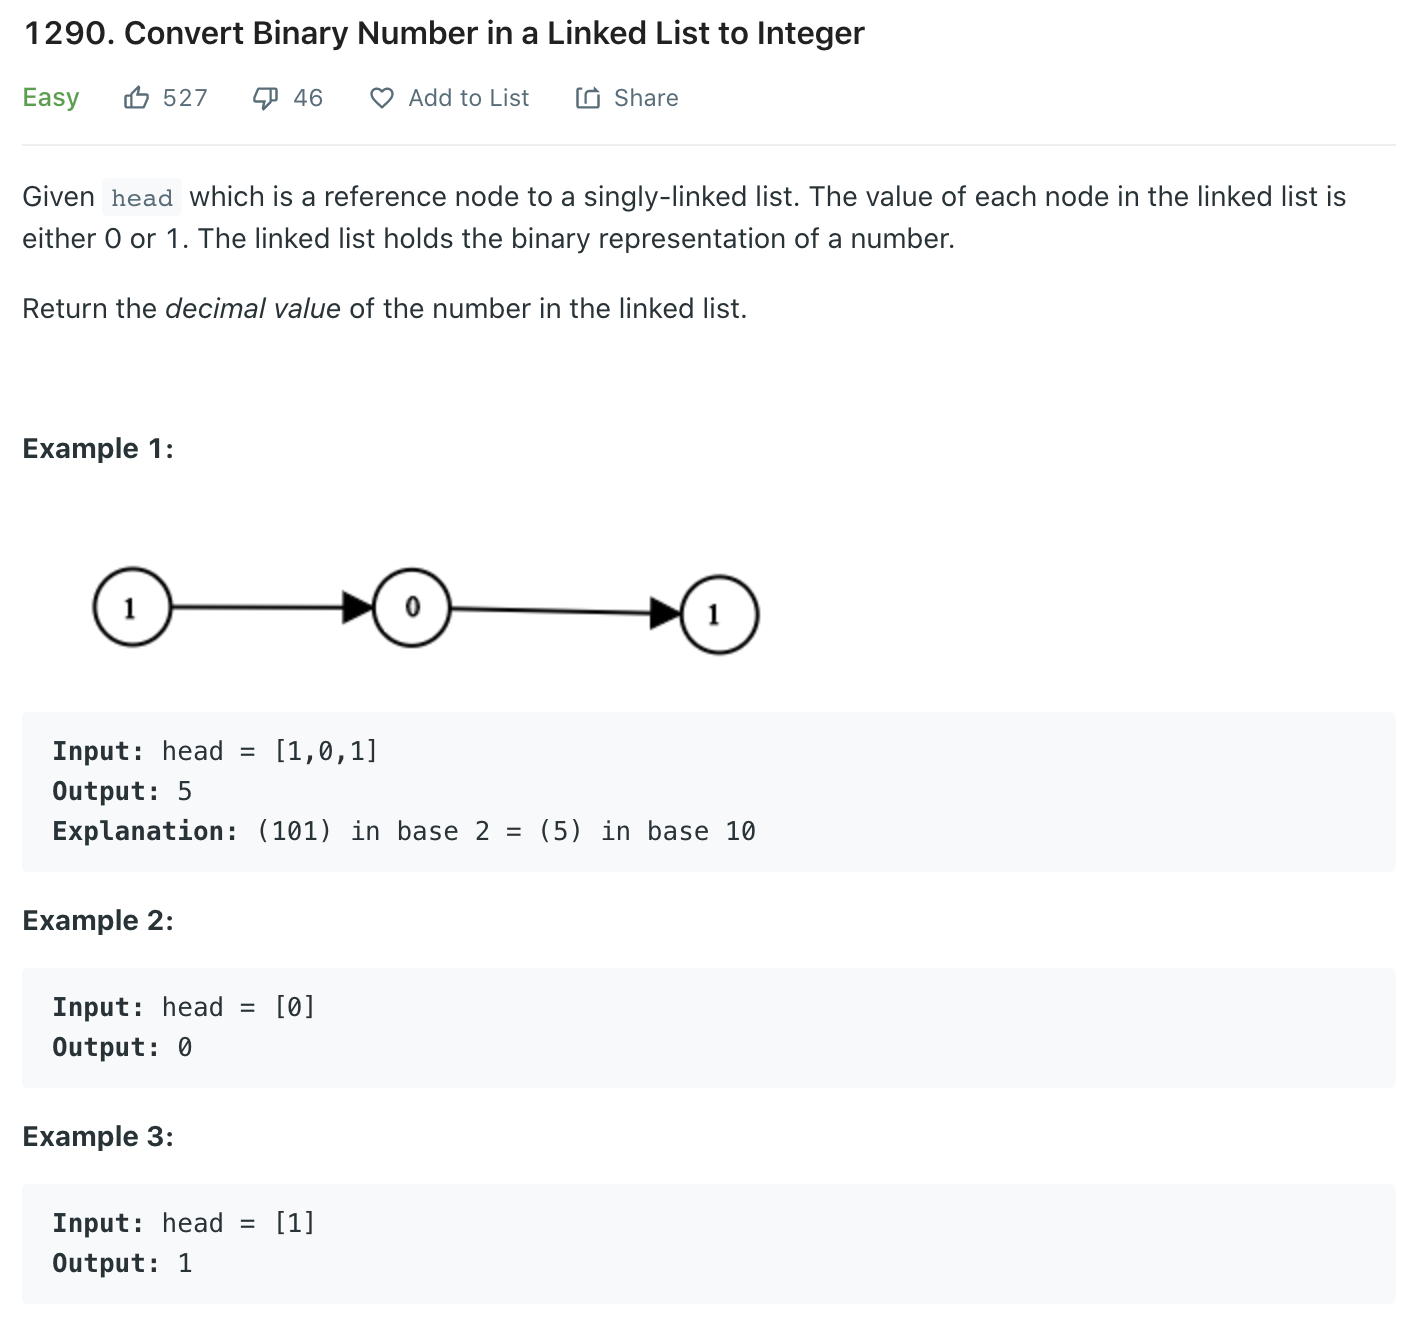 1290. Convert Binary Number in a Linked List to Integer
Easy 527 46 Add to List Share
Given head which is a reference node to a singly-linked list. The value of each node in the linked list is
either 0 or 1. The linked list holds the binary representation of a number.
Return the decimal value of the number in the linked list.
Example 1:
1 0 1
Input: head = [1,0,1]
Output: 5
Explanation: (101) in base 2 = (5) in base 10
Example 2:
Input: head = [0]
Output: 0
Example 3:
Input: head = [1]
Output: 1